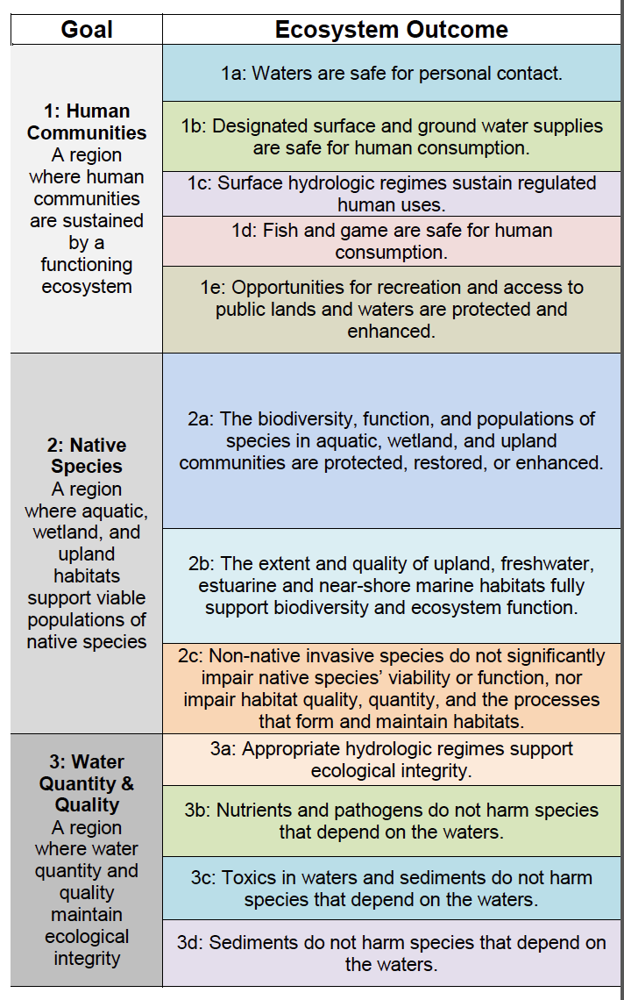 Goal
Ecosystem Outcome
1: Human
Communities
A region
where human
communities
are sustained
by a
functioning
ecosystem
1a: Waters are safe for personal contact.
1b: Designated surface and ground water supplies
are safe for human consumption.
1c: Surface hydrologic regimes sustain regulated
human uses.
1d: Fish and game are safe for human
consumption.
1e: Opportunities for recreation and access to
public lands and waters are protected and
enhanced.
2: Native
Species
A region
where aquatic,
wetland, and
upland
habitats
support viable
populations of
native species
2a: The biodiversity, function, and populations of
species in aquatic, wetland, and upland
communities are protected, restored, or enhanced.
2b: The extent and quality of upland, freshwater,
estuarine and near-shore marine habitats fully
support biodiversity and ecosystem function.
2c: Non-native invasive species do not significantly
impair native species’ viability or function, nor
impair habitat quality, quantity, and the processes
that form and maintain habitats.
3: Water
Quantity &
Quality
A region
where water
quantity and
quality
maintain
ecological
integrity
3a: Appropriate hydrologic regimes support
ecological integrity.
3b: Nutrients and pathogens do not harm species
that depend on the waters.
3c: Toxics in waters and sediments do not harm
species that depend on the waters.
3d: Sediments do not harm species that depend on
the waters.